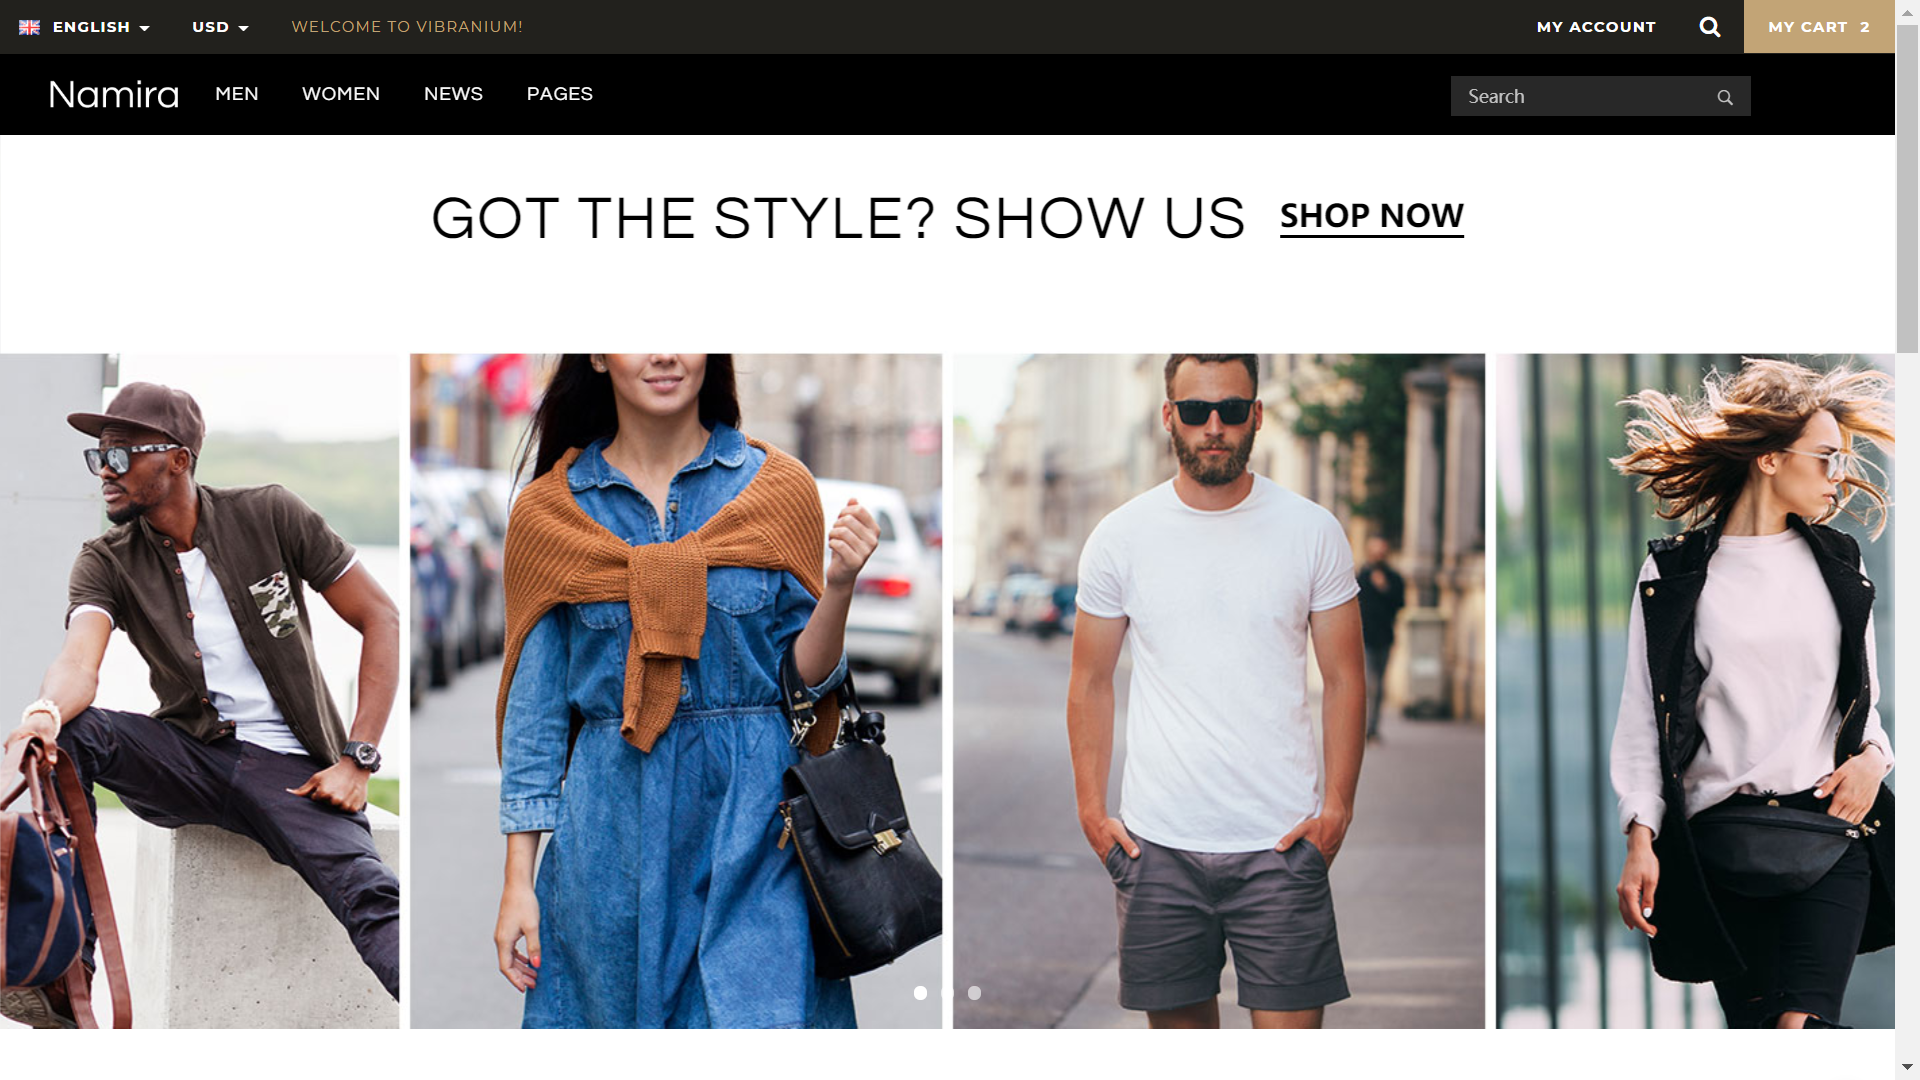 ENGLISH USD WELCOME TO VIBRANIUM! MY ACCOUNT MY CART 2
Namira MEN WOMEN NEWS PAGES Search
GOT THE STYLE? SHOW US SHOP NOW